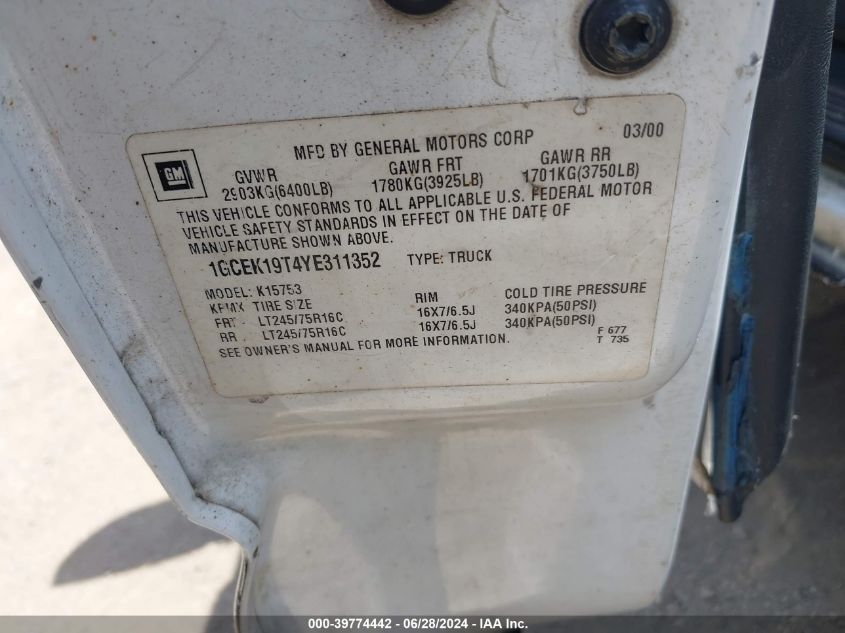 MFD BY GENERAL MOTORS CORP 03/00
GM
GVWR GAWR FRT GAWR RR
2903KG(6400LB) 1780KG(3925LB) 1701KG(3750LB)
THIS VEHICLE CONFORMS TO ALL APPLICABLE U.S. FEDERAL MOTOR
VEHICLE SAFETY STANDARDS IN EFFECT ON THE DATE OF
MANUFACTURE SHOWN ABOVE.
1GCEK19T4YE311352 TYPE: TRUCK
MODEL: K15753
KFMX TIRE SIZE RIM COLD TIRE PRESSURE
FRT LT245/75R16C 16X7/6.5J 340KPA(50PSI)
RR LT245/75R16C 16X7/6.5J 340KPA(50PSI)
SEE OWNER'S MANUAL FOR MORE INFORMATION.
F 677
T 735
000-39774442 / 06/28/2024 - IAA Inc.